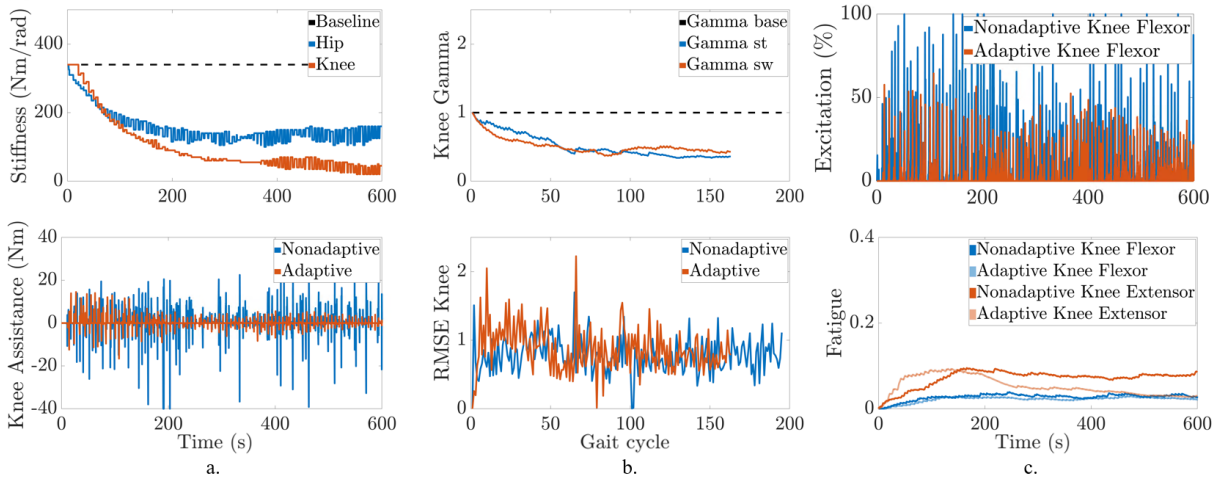 Stiffness (Nm/rad)
400
200
0
0
200
400
600
Baseline
Hip
Knee
Knee Gamma
2
1
0
0
50
100
150
200
Gamma base
Gamma st
Gamma sw
Excitation (%)
100
50
0
0
200
400
600
Nonadaptive Knee Flexor
Adaptive Knee Flexor
Knee Assistance (Nm)
40
20
0
-20
-40
0
200
400
600
Time (s)
Nonadaptive
Adaptive
a.
RMSE Knee
2
1
0
0
50
100
150
200
Gait cycle
Nonadaptive
Adaptive
b.
Fatigue
0.4
0.2
0
0
200
400
600
Time (s)
Nonadaptive Knee Flexor
Adaptive Knee Flexor
Nonadaptive Knee Extensor
Adaptive Knee Extensor
c.